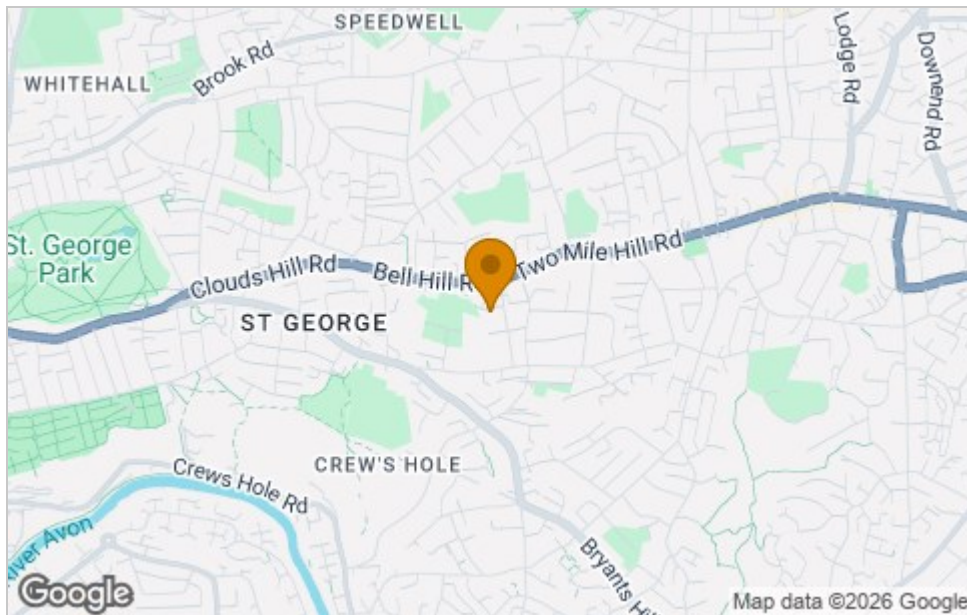 SPEEDWELL
WHITEHALL
Brook Rd
Lodge Rd
Downend Rd
St. George
Park
Clouds Hill Rd
Bell Hill
Two Mile Hill Rd
ST GEORGE
CREW'S HOLE
Crews Hole Rd
River Avon
Bryants
Google
Map data ©2026 Google